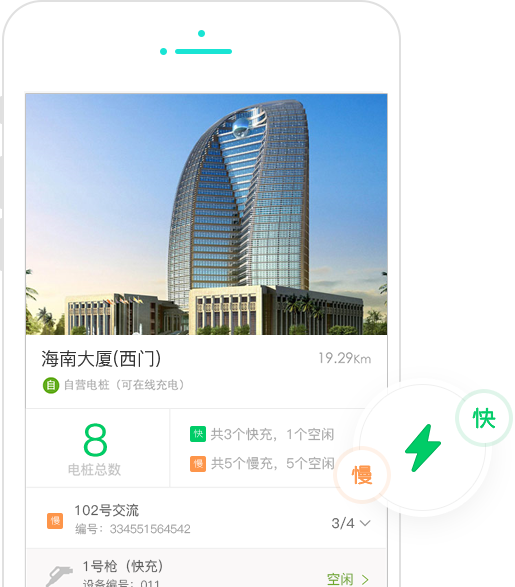 海南大厦(西门)
19.29Km
自 自营电桩（可在线充电）
快
8
快 共3个快充，1个空闲
电桩总数
慢 共5个慢充，5个空闲
慢
慢 102号交流
编号：334551564542
3/4
1号枪（快充）
设备编号：011
空闲